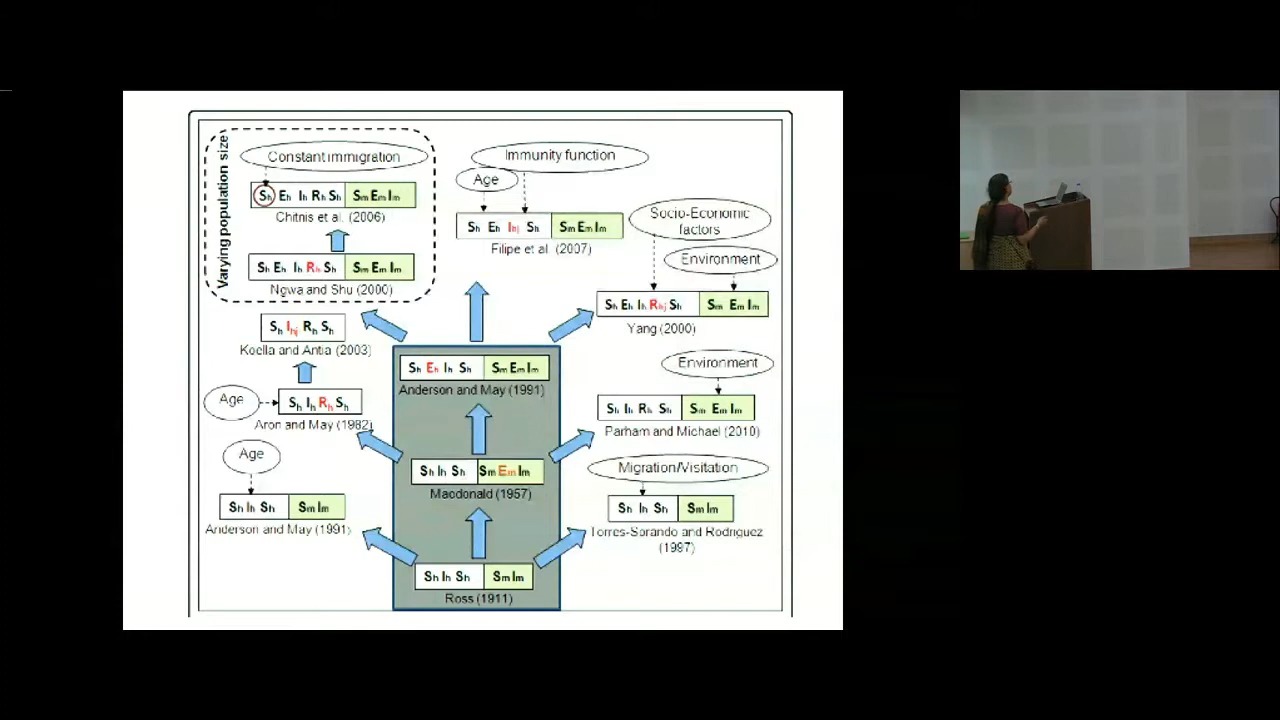 Varying population size
Constant immigration
Sh Eh Ih Rh Sh Sm Em Im
Chitnis et al. (2006)
Sh Eh Ih Rh Sh Sm Em Im
Ngwa and Shu (2000)
Immunity function
Age
Sh Eh Ihj Sh Sm Em Im
Filipe et al. (2007)
Socio-Economic
factors
Environment
Sh Eh Ih Rhj Sh Sm Em Im
Yang (2000)
Sh Ihj Rh Sh
Koella and Antia (2003)
Age
Sh Ih Rh Sh
Aron and May (1982)
Sh Eh Ih Sh Sm Em Im
Anderson and May (1991)
Environment
Sh Ih Rh Sh Sm Em Im
Parham and Michael (2010)
Age
Sh Ih Sh Sm Im
Anderson and May (1991)
Sh Ih Sh Sm Em Im
Macdonald (1957)
Migration/Visitation
Sh Ih Sh Sm Im
Torres-Sorando and Rodriguez
(1997)
Sh Ih Sh Sm Im
Ross (1911)